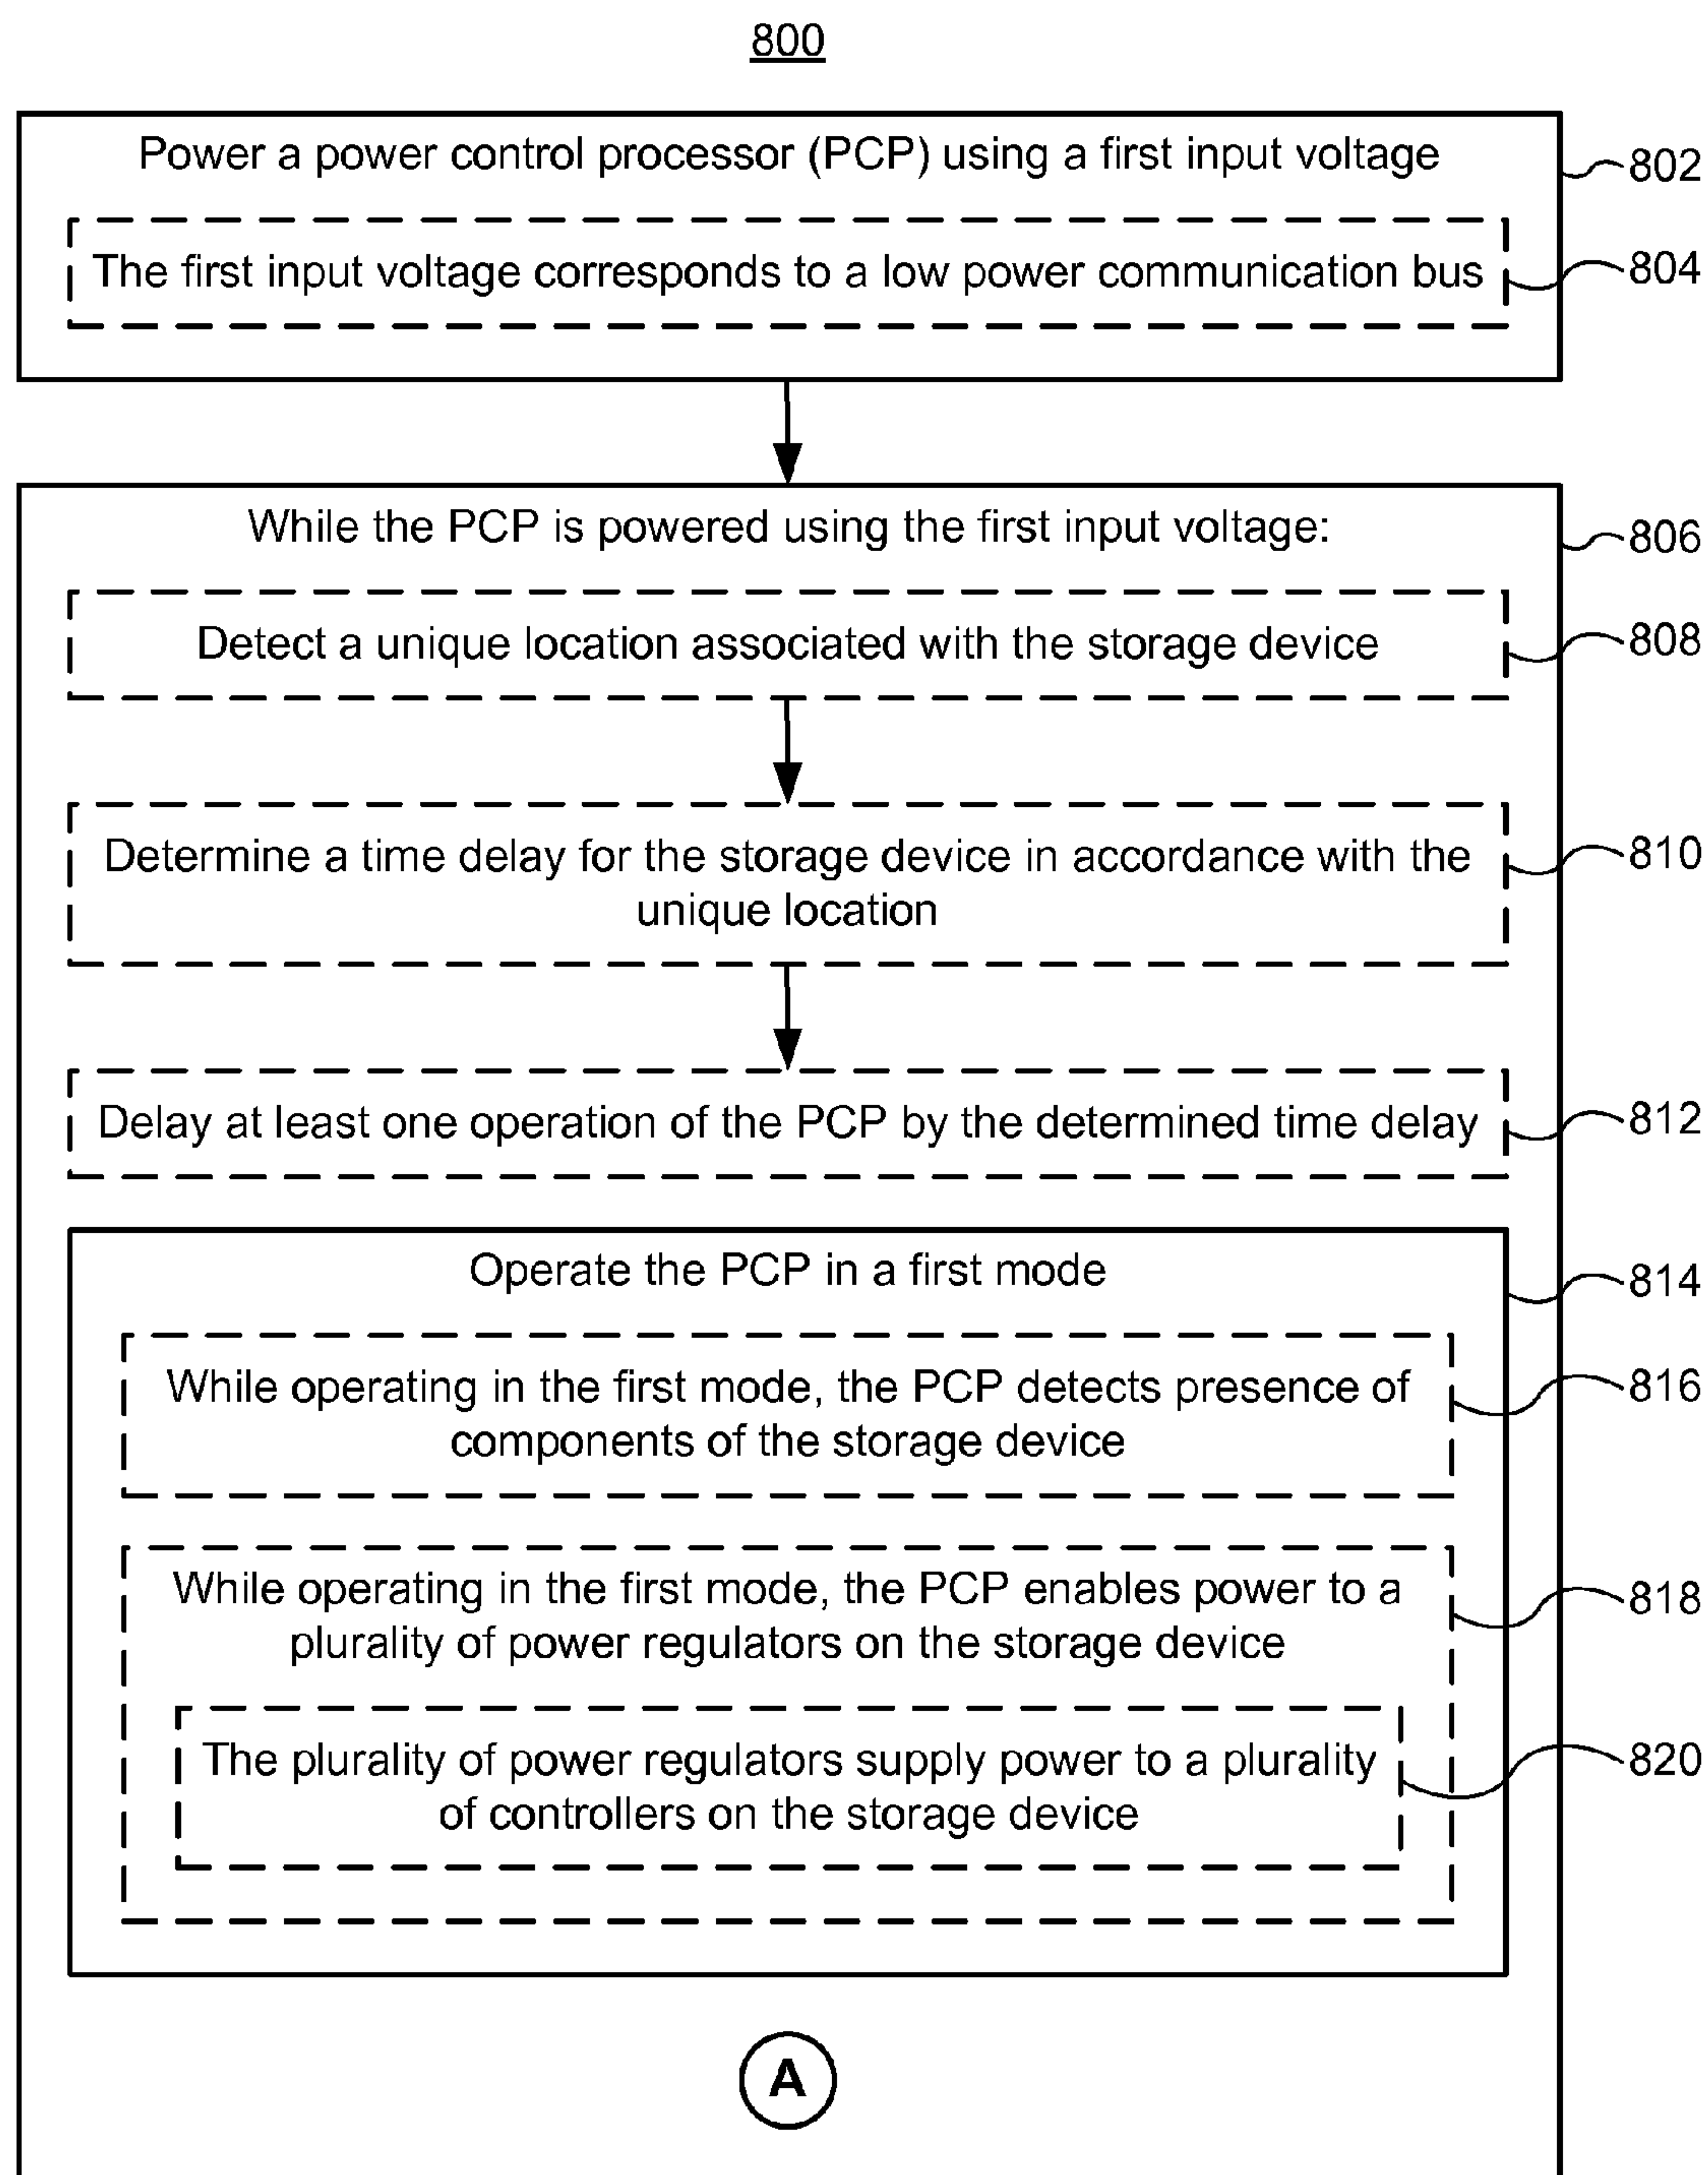 800
Power a power control processor (PCP) using a first input voltage
802
The first input voltage corresponds to a low power communication bus
804
While the PCP is powered using the first input voltage:
806
Detect a unique location associated with the storage device
808
Determine a time delay for the storage device in accordance with the
unique location
810
Delay at least one operation of the PCP by the determined time delay
812
Operate the PCP in a first mode
814
While operating in the first mode, the PCP detects presence of
components of the storage device
816
While operating in the first mode, the PCP enables power to a
plurality of power regulators on the storage device
818
The plurality of power regulators supply power to a plurality
of controllers on the storage device
820
A